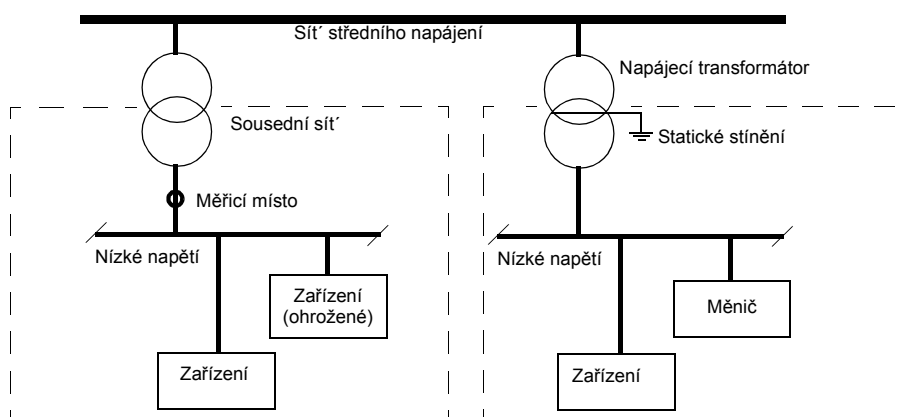 Sít´ středního napájení
Napájecí transformátor
Sousední sít´
Statické stínění
Měřicí místo
Nízké napětí
Nízké napětí
Zařízení
(ohrožené)
Měnič
Zařízení
Zařízení